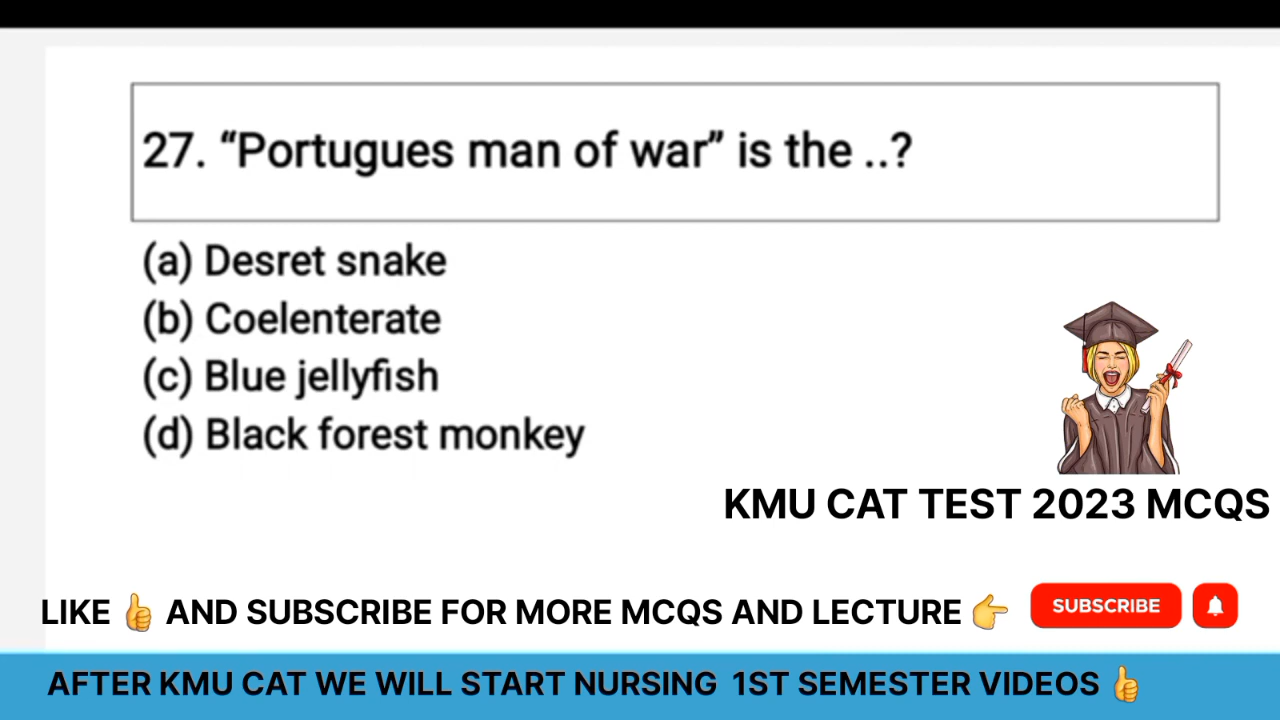 27. “Portugues man of war” is the ..?
(a) Desret snake
(b) Coelenterate
(c) Blue jellyfish
(d) Black forest monkey
KMU CAT TEST 2023 MCQS
LIKE 👍 AND SUBSCRIBE FOR MORE MCQS AND LECTURE 👉 SUBSCRIBE
AFTER KMU CAT WE WILL START NURSING 1ST SEMESTER VIDEOS 👍